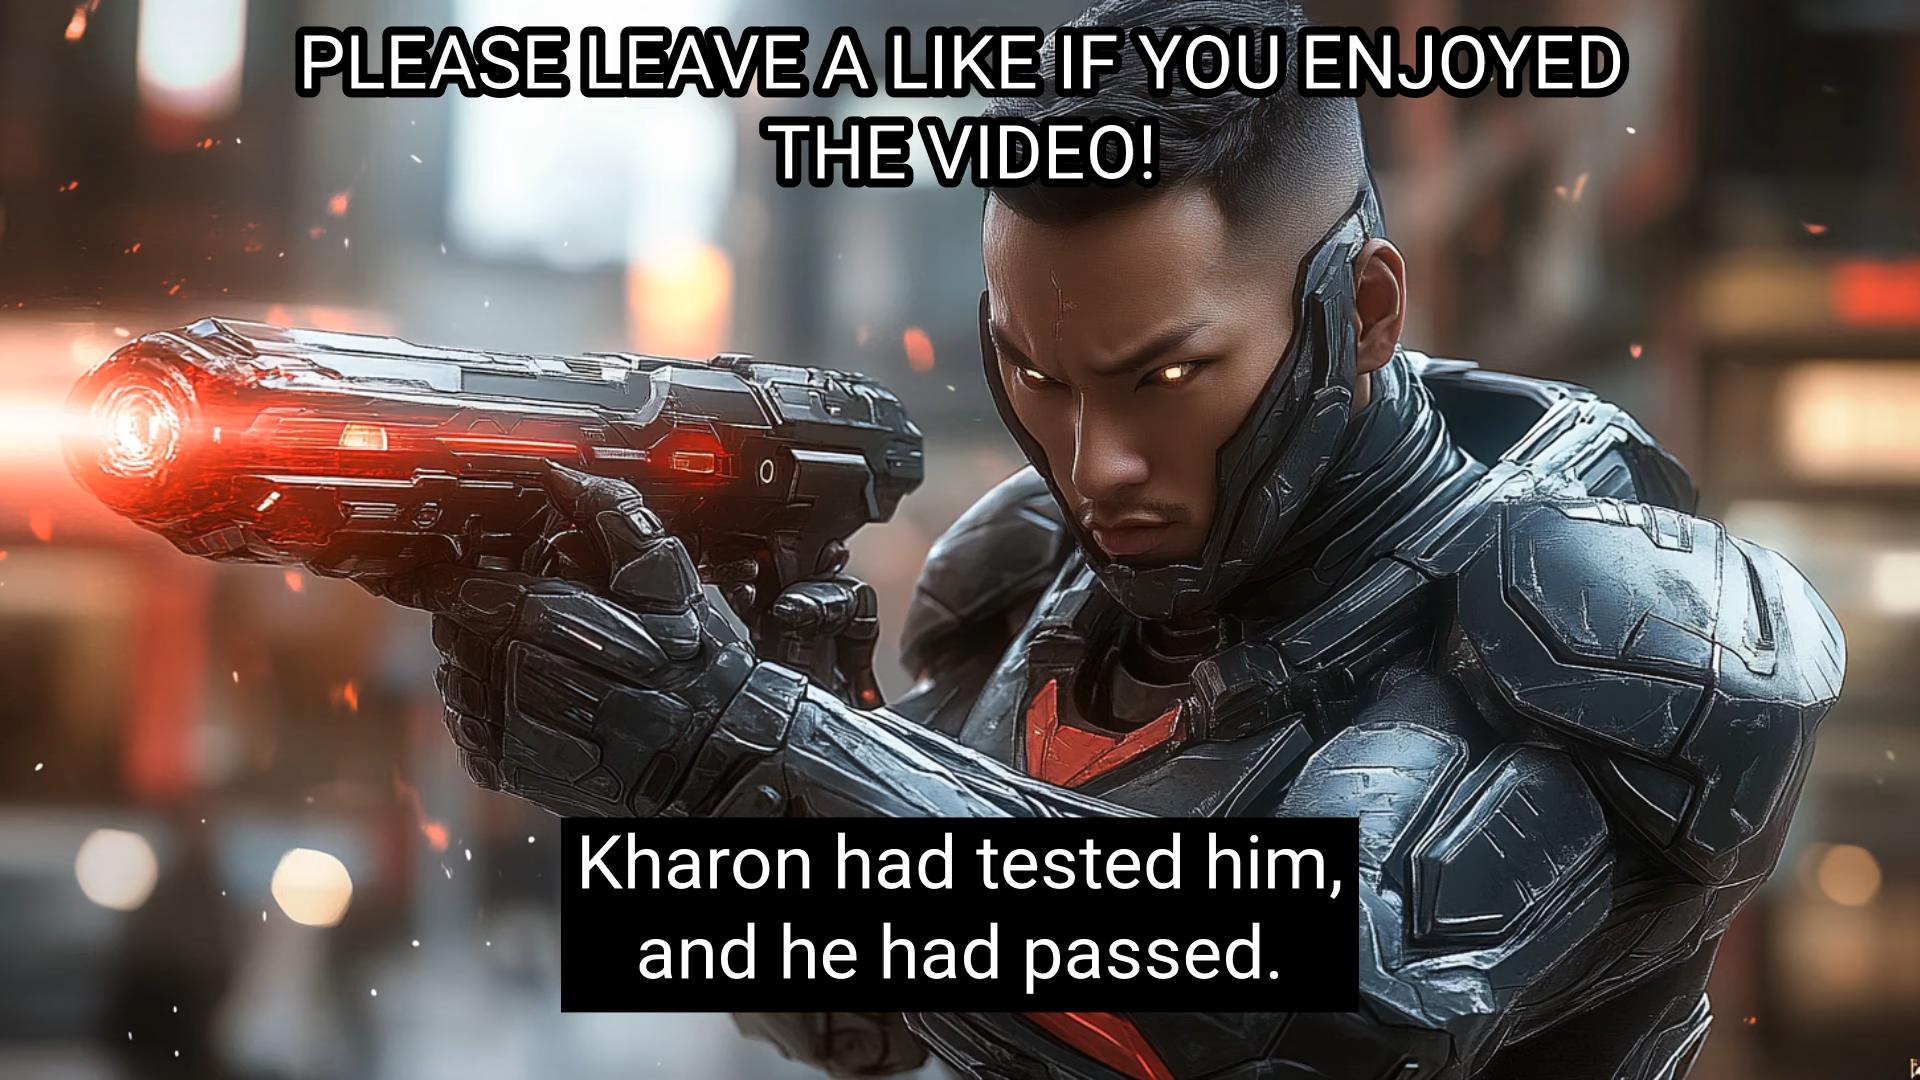 PLEASE LEAVE A LIKE IF YOU ENJOYED
THE VIDEO!
Kharon had tested him,
and he had passed.